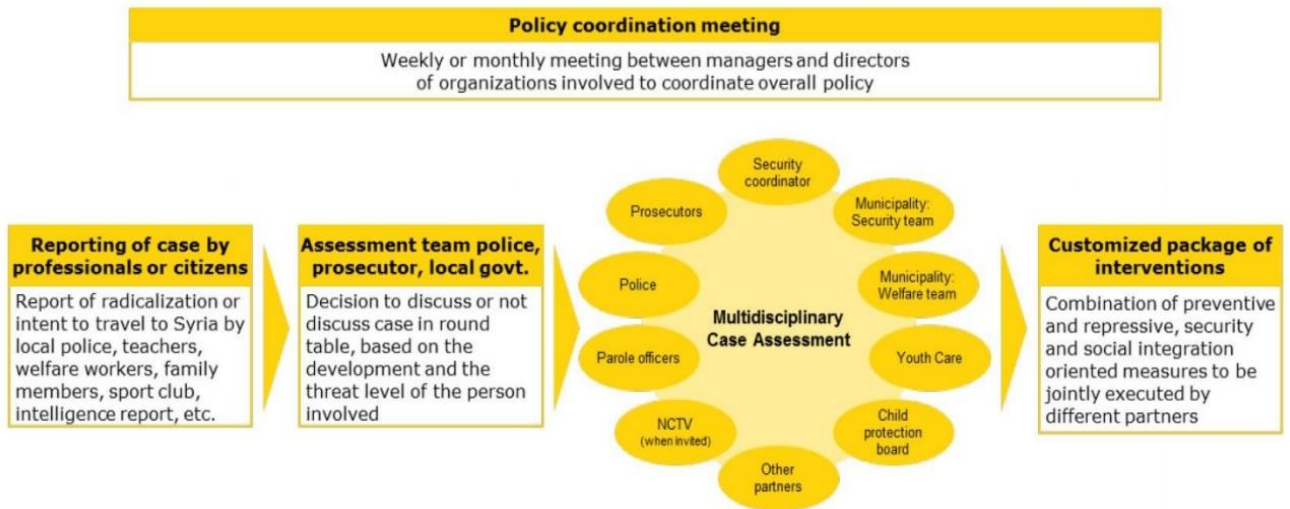 Policy coordination meeting
Weekly or monthly meeting between managers and directors
of organizations involved to coordinate overall policy
Reporting of case by
professionals or citizens
Report of radicalization or
intent to travel to Syria by
local police, teachers,
welfare workers, family
members, sport club,
intelligence report, etc.
Assessment team police,
prosecutor, local govt.
Decision to discuss or not
discuss case in round
table, based on the
development and the
threat level of the person
involved
Multidisciplinary
Case Assessment
Security
coordinator
Municipality:
Security team
Municipality:
Welfare team
Youth Care
Child
protection
board
Other
partners
NCTV
(when invited)
Parole officers
Police
Prosecutors
Customized package of
interventions
Combination of preventive
and repressive, security
and social integration
oriented measures to be
jointly executed by
different partners